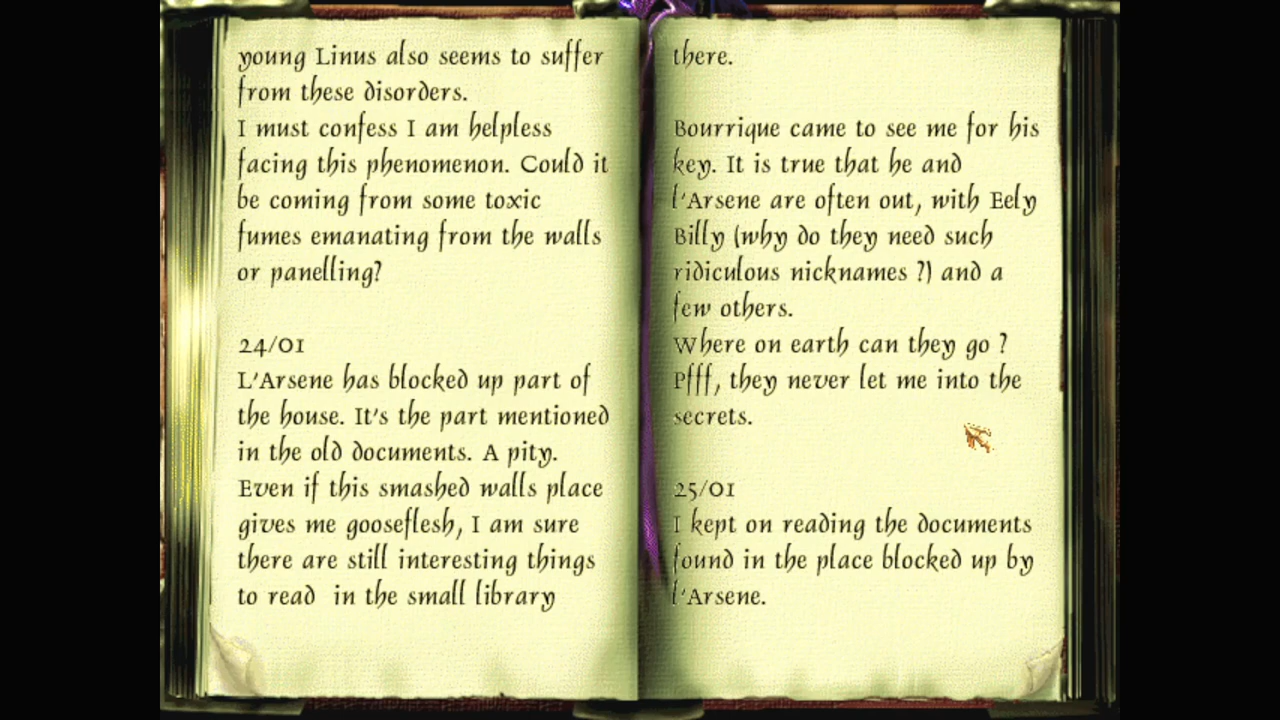 young Linus also seems to suffer
from these disorders.
I must confess I am helpless
facing this phenomenon. Could it
be coming from some toxic
fumes emanating from the walls
or panelling?
24/01
L'Arsene has blocked up part of
the house. It's the part mentioned
in the old documents. A pity.
Even if this smashed walls place
gives me gooseflesh, I am sure
there are still interesting things
to read  in the small library
there.
Bourrique came to see me for his
key. It is true that he and
l'Arsene are often out, with Eely
Billy (why do they need such
ridiculous nicknames ?) and a
few others.
Where on earth can they go ?
Pfff, they never let me into the
secrets.
25/01
I kept on reading the documents
found in the place blocked up by
l'Arsene.